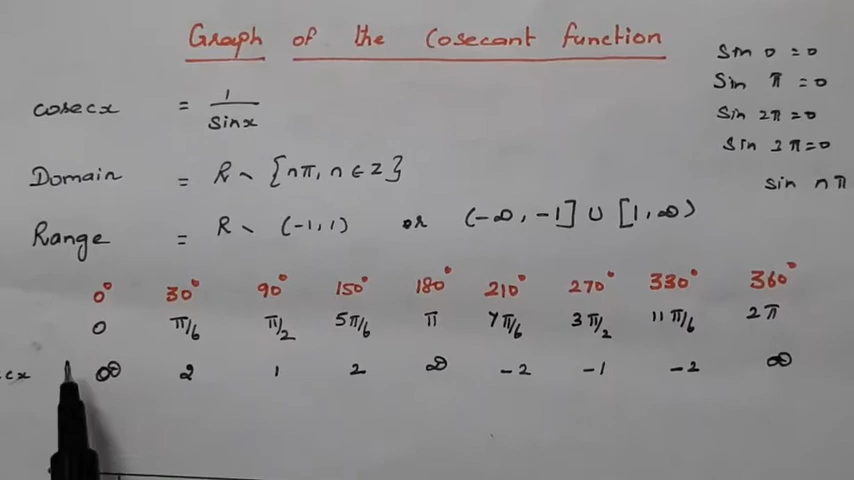 Graph of the Cosecant function
cosecx = 1/sinx
Domain = R ∖ {nπ, n ∈ Z}
Range = R ∖ (-1, 1) or (-∞, -1] ∪ [1, ∞)
Sin 0 = 0
Sin π = 0
Sin 2π = 0
Sin 3π = 0
sin nπ
0° 30° 90° 150° 180° 210° 270° 330° 360°
0 π/6 π/2 5π/6 π 7π/6 3π/2 11π/6 2π
cx ∞ 2 1 2 ∞ -2 -1 -2 ∞